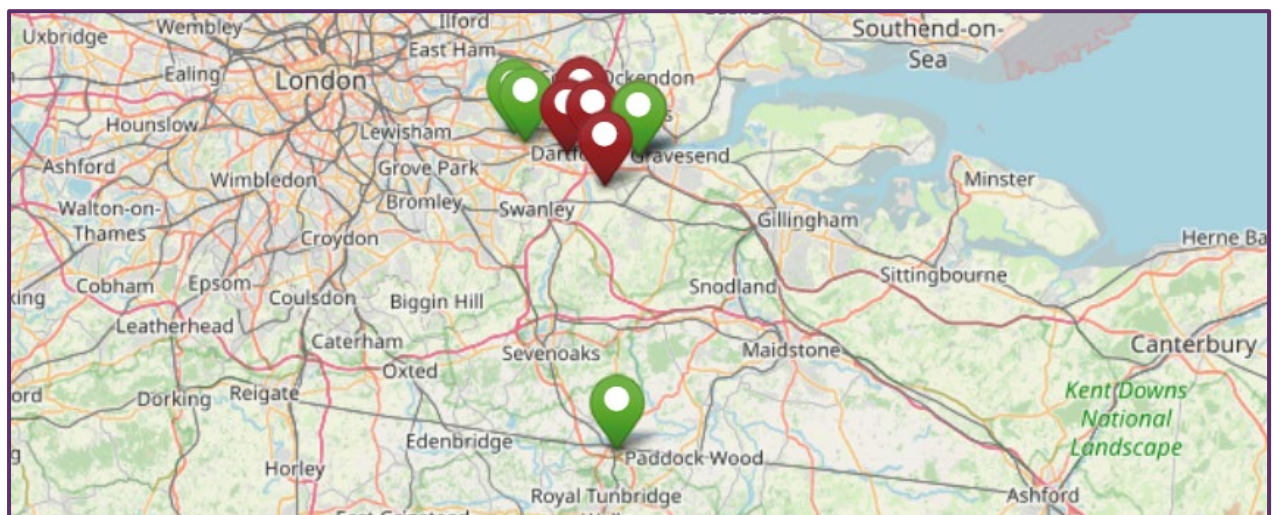 Ilford
Wembley
Uxbridge
East Ham
Southend-on-
Sea
Ealing
London
Ockendon
Hounslow
Lewisham
Ashford
Grove Park
Gravesend
Wimbledon
Minster
Walton-on-
Thames
Bromley
Swanley
Gillingham
Croydon
Herne Ba
Cobham
Epsom
Sittingbourne
king
Coulsdon
Biggin Hill
Snodland
Leatherhead
Caterham
Sevenoaks
Maidstone
Canterbury
Oxted
ord
Dorking
Reigate
Kent Downs
National
Landscape
Edenbridge
Paddock Wood
Horley
Royal Tunbridge
Ashford